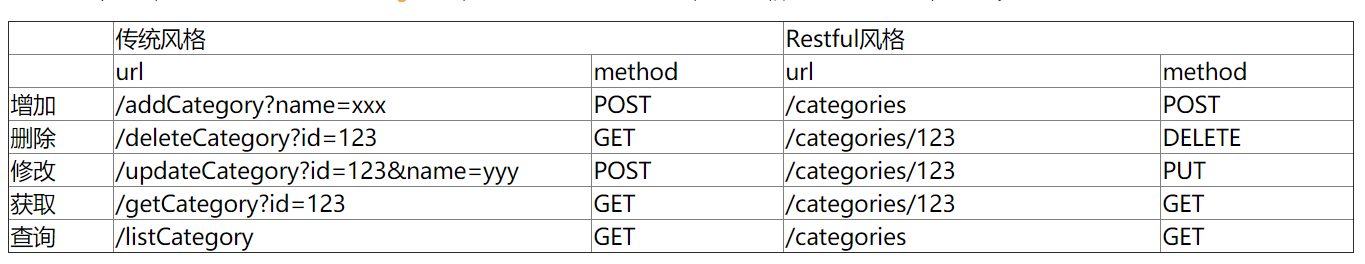 传统风格 Restful风格
url method url method
增加 /addCategory?name=xxx POST /categories POST
删除 /deleteCategory?id=123 GET /categories/123 DELETE
修改 /updateCategory?id=123&name=yyy POST /categories/123 PUT
获取 /getCategory?id=123 GET /categories/123 GET
查询 /listCategory GET /categories GET